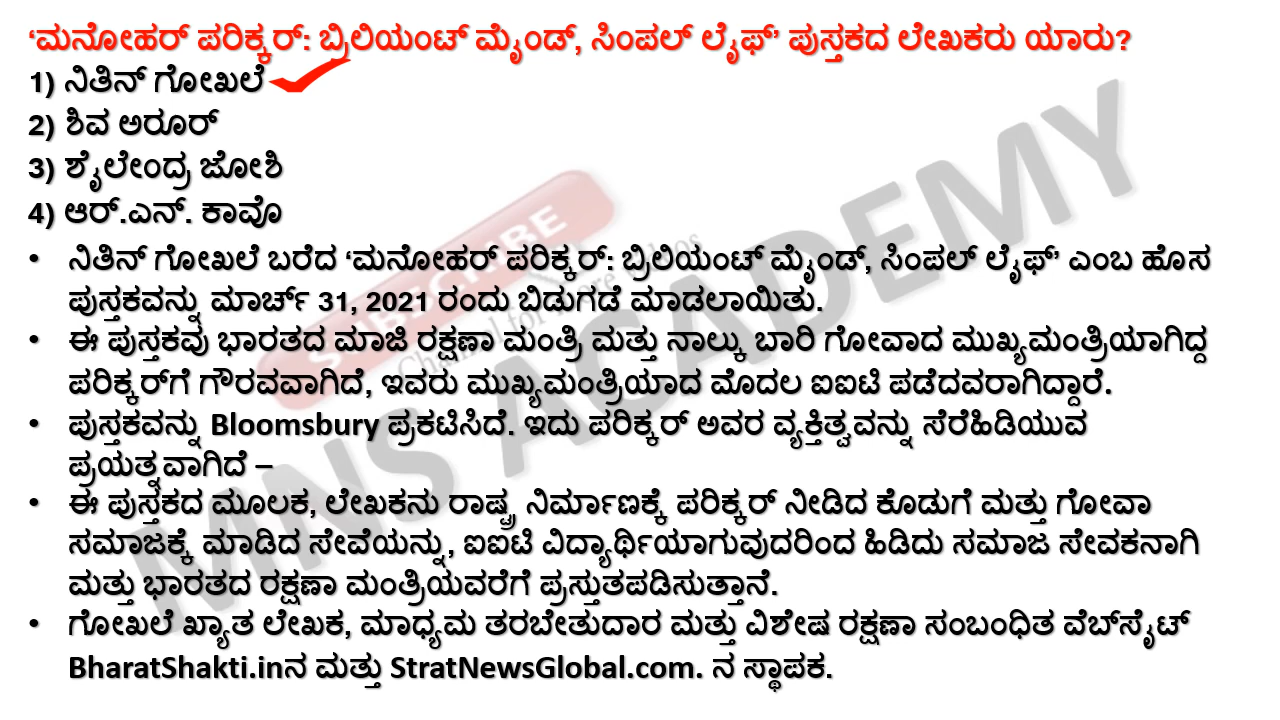 ‘ಮನೋಹರ್ ಪರಿಕ್ಕರ್: ಬ್ರಿಲಿಯಂಟ್ ಮೈಂಡ್, ಸಿಂಪಲ್ ಲೈಫ್’ ಪುಸ್ತಕದ ಲೇಖಕರು ಯಾರು?
1) ನಿತಿನ್ ಗೋಖಲೆ
2) ಶಿವ ಅರೂರ್
3) ಶೈಲೇಂದ್ರ ಜೋಶಿ
4) ಆರ್.ಎನ್. ಕಾವೊ
• ನಿತಿನ್ ಗೋಖಲೆ ಬರೆದ ‘ಮನೋಹರ್ ಪರಿಕ್ಕರ್: ಬ್ರಿಲಿಯಂಟ್ ಮೈಂಡ್, ಸಿಂಪಲ್ ಲೈಫ್’ ಎಂಬ ಹೊಸ
ಪುಸ್ತಕವನ್ನು ಮಾರ್ಚ್ 31, 2021 ರಂದು ಬಿಡುಗಡೆ ಮಾಡಲಾಯಿತು.
• ಈ ಪುಸ್ತಕವು ಭಾರತದ ಮಾಜಿ ರಕ್ಷಣಾ ಮಂತ್ರಿ ಮತ್ತು ನಾಲ್ಕು ಬಾರಿ ಗೋವಾದ ಮುಖ್ಯಮಂತ್ರಿಯಾಗಿದ್ದ
ಪರಿಕ್ಕರ್‌ಗೆ ಗೌರವವಾಗಿದೆ, ಇವರು ಮುಖ್ಯಮಂತ್ರಿಯಾದ ಮೊದಲ ಐಐಟಿ ಪಡೆದವರಾಗಿದ್ದಾರೆ.
• ಪುಸ್ತಕವನ್ನು Bloomsbury ಪ್ರಕಟಿಸಿದೆ. ಇದು ಪರಿಕ್ಕರ್ ಅವರ ವ್ಯಕ್ತಿತ್ವವನ್ನು ಸೆರೆಹಿಡಿಯುವ
ಪ್ರಯತ್ನವಾಗಿದೆ –
• ಈ ಪುಸ್ತಕದ ಮೂಲಕ, ಲೇಖಕನು ರಾಷ್ಟ್ರ ನಿರ್ಮಾಣಕ್ಕೆ ಪರಿಕ್ಕರ್ ನೀಡಿದ ಕೊಡುಗೆ ಮತ್ತು ಗೋವಾ
ಸಮಾಜಕ್ಕೆ ಮಾಡಿದ ಸೇವೆಯನ್ನು, ಐಐಟಿ ವಿದ್ಯಾರ್ಥಿಯಾಗುವುದರಿಂದ ಹಿಡಿದು ಸಮಾಜ ಸೇವಕನಾಗಿ
ಮತ್ತು ಭಾರತದ ರಕ್ಷಣಾ ಮಂತ್ರಿಯವರೆಗೆ ಪ್ರಸ್ತುತಪಡಿಸುತ್ತಾನೆ.
• ಗೋಖಲೆ ಖ್ಯಾತ ಲೇಖಕ, ಮಾಧ್ಯಮ ತರಬೇತುದಾರ ಮತ್ತು ವಿಶೇಷ ರಕ್ಷಣಾ ಸಂಬಂಧಿತ ವೆಬ್‌ಸೈಟ್
BharatShakti.inನ ಮತ್ತು StratNewsGlobal.com. ನ ಸ್ಥಾಪಕ.
MNS ACADEMY
SUBSCRIBE